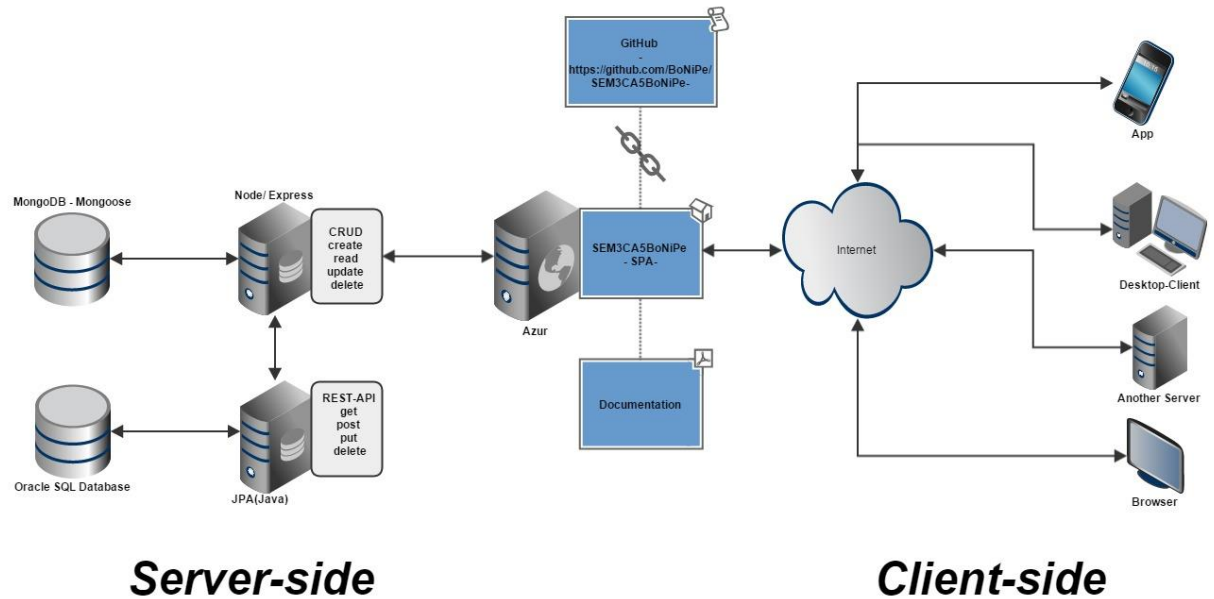 GitHub
-
https://github.com/BoNiPe/
SEM3CA5BoNiPe-
App
MongoDB - Mongoose
Node/ Express
CRUD
create
read
update
delete
SEM3CA5BoNiPe
- SPA-
Azur
Internet
Desktop-Client
Oracle SQL Database
JPA(Java)
REST-API
get
post
put
delete
Documentation
Another Server
Browser
Server-side
Client-side